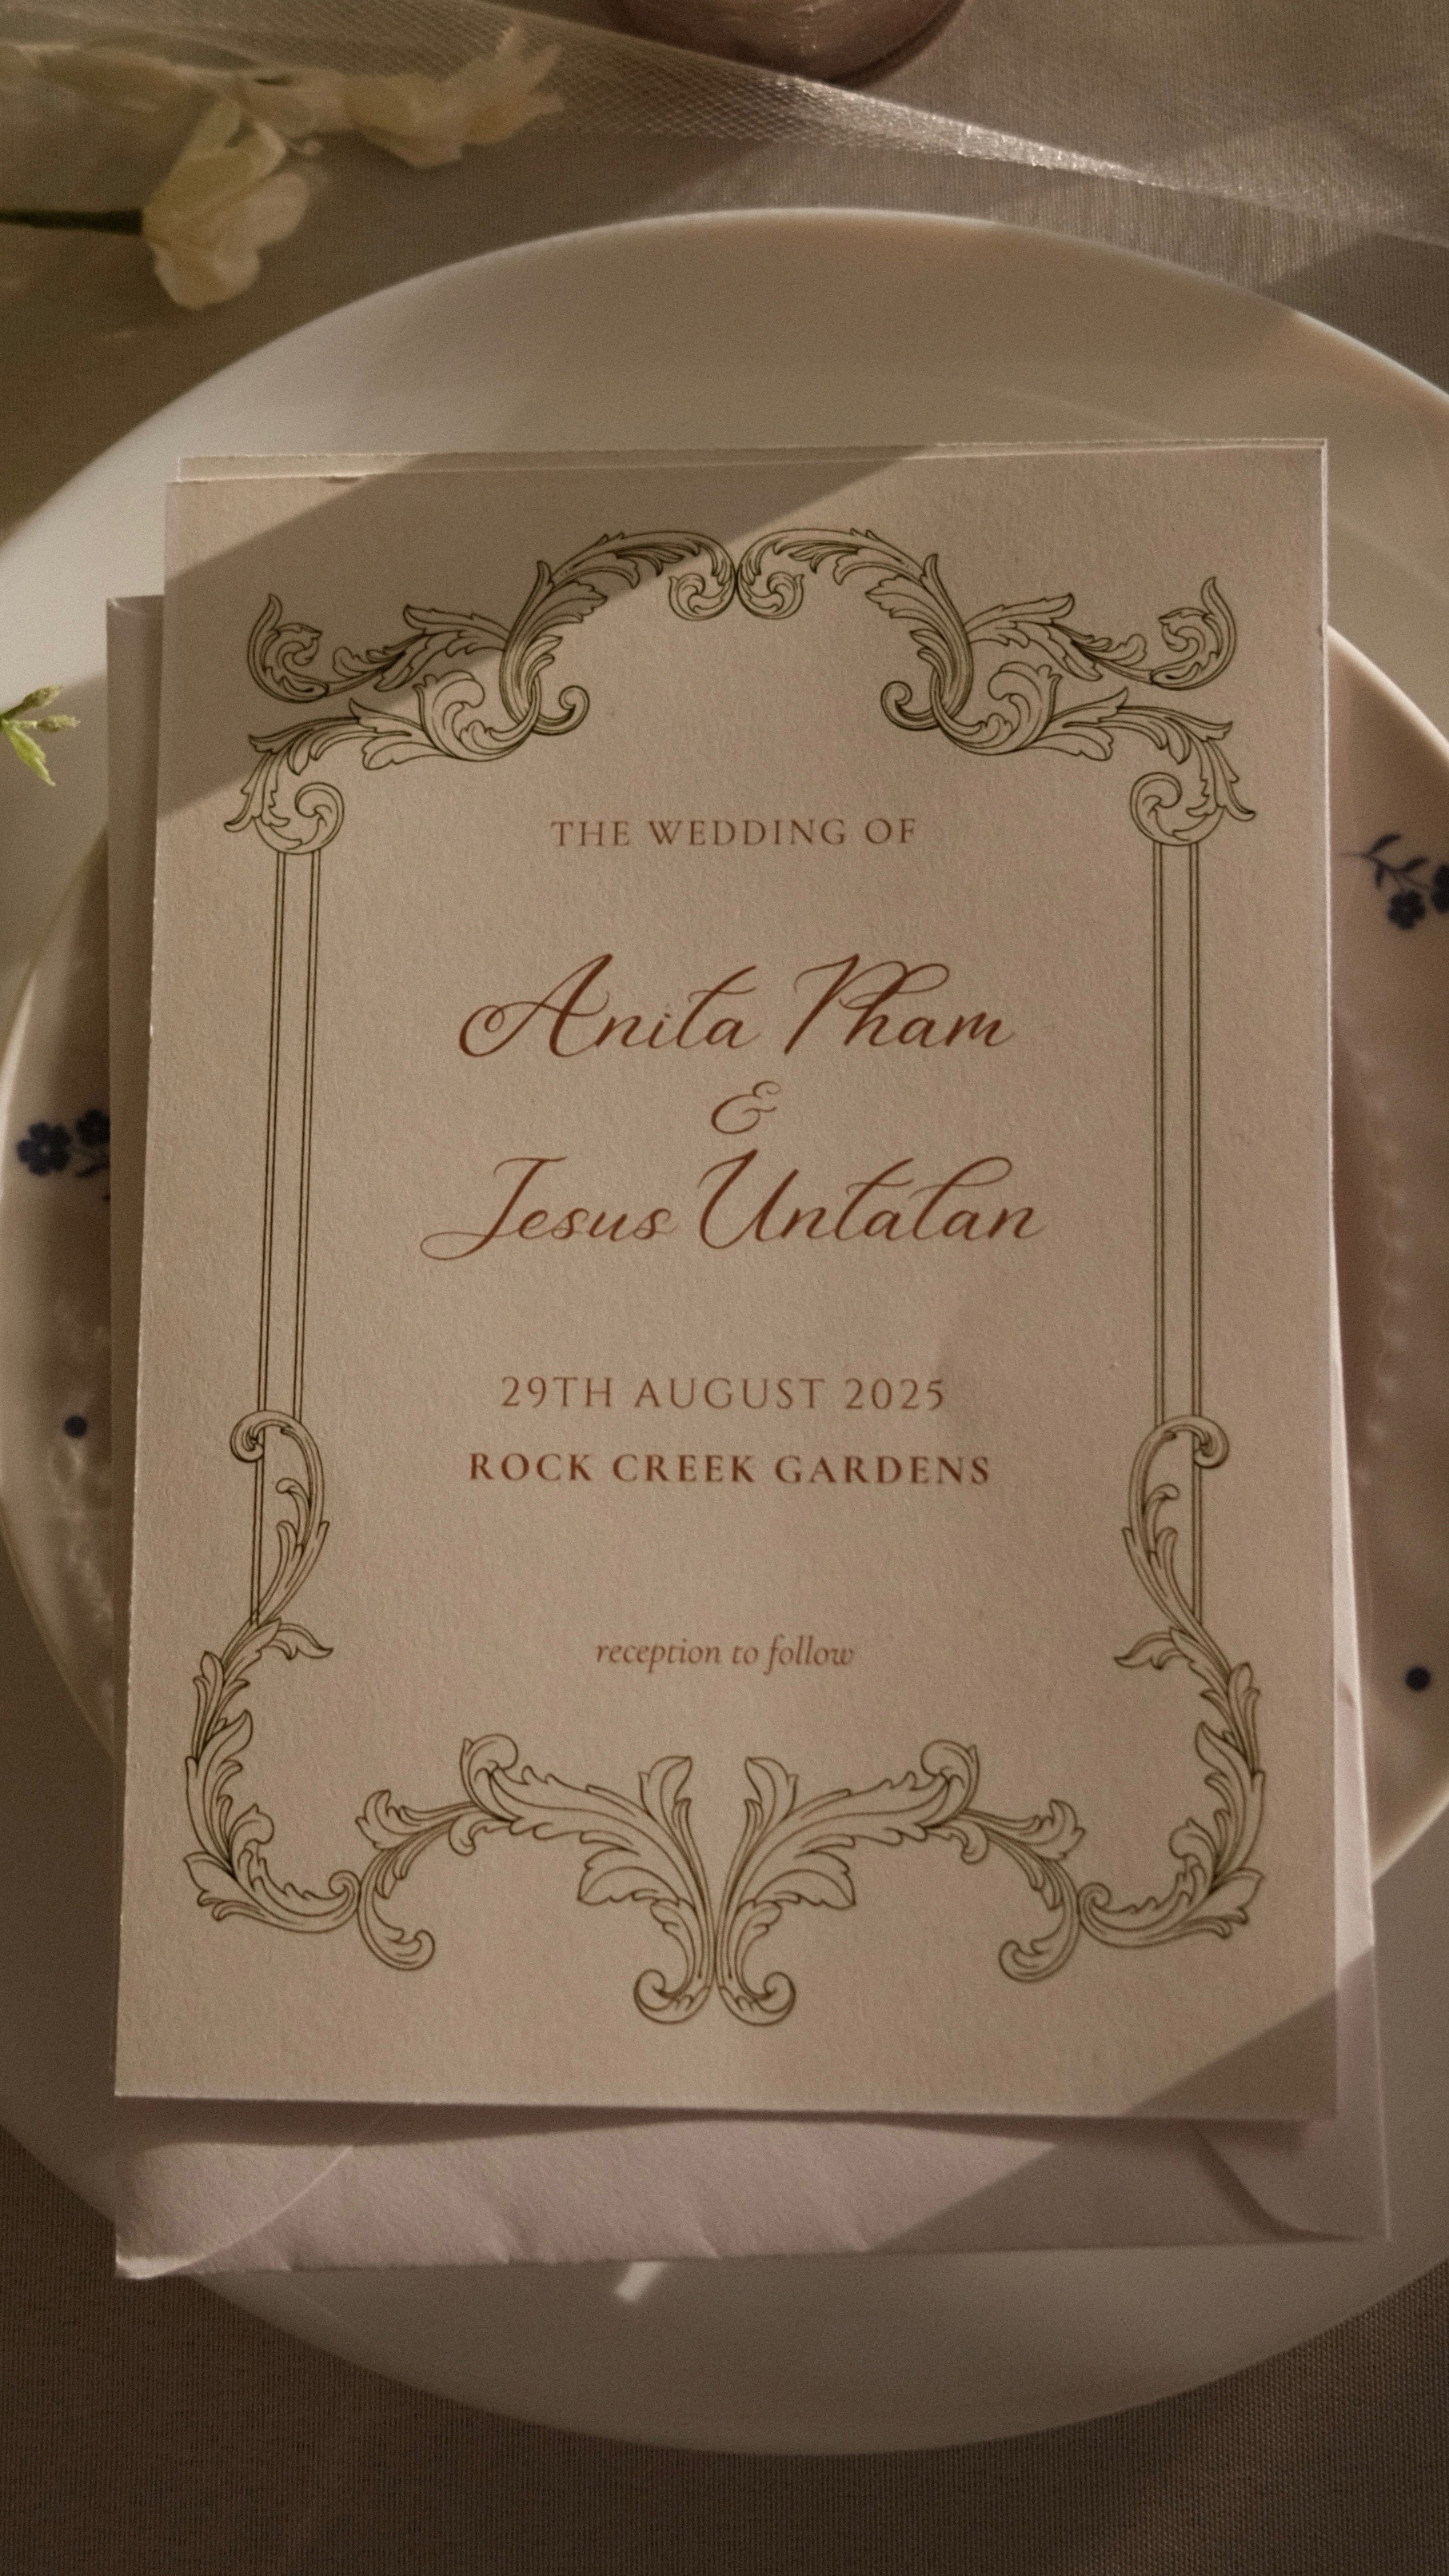 THE WEDDING OF
Anita Pham
&
Jesus Untalan
29TH AUGUST 2025
ROCK CREEK GARDENS
reception to follow